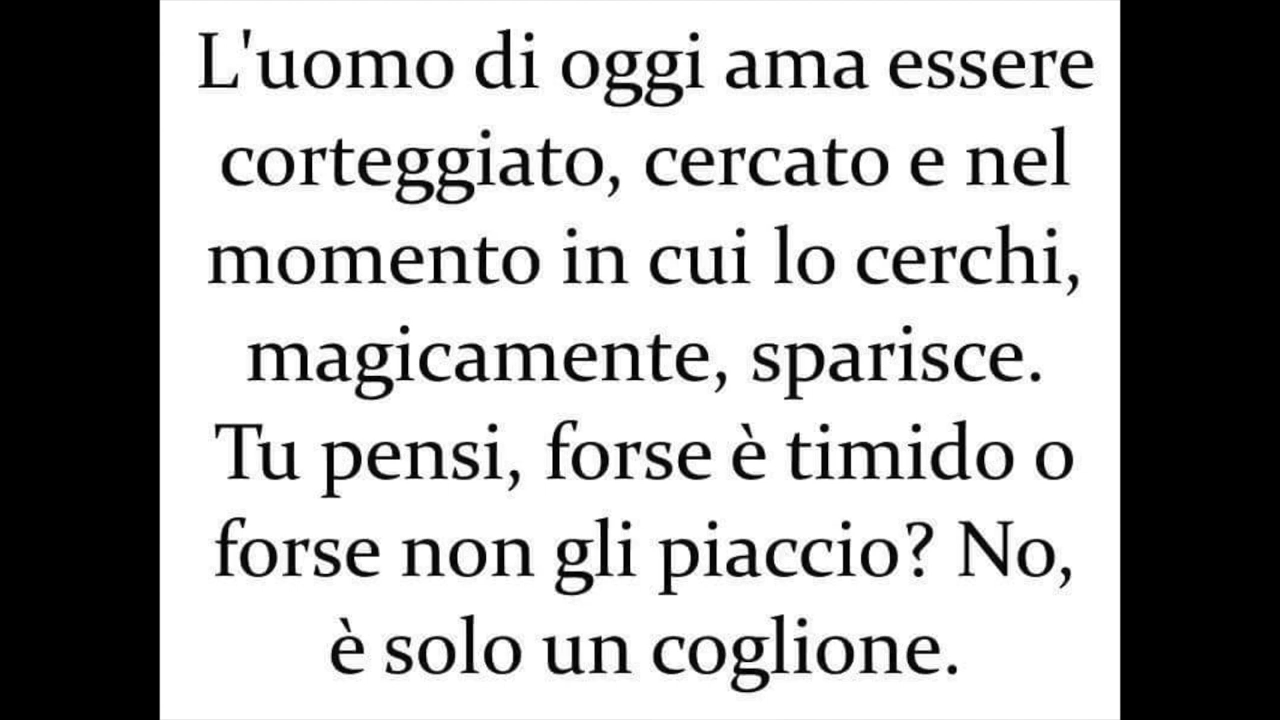 L'uomo di oggi ama essere
corteggiato, cercato e nel
momento in cui lo cerchi,
magicamente, sparisce.
Tu pensi, forse è timido o
forse non gli piaccio? No,
è solo un coglione.